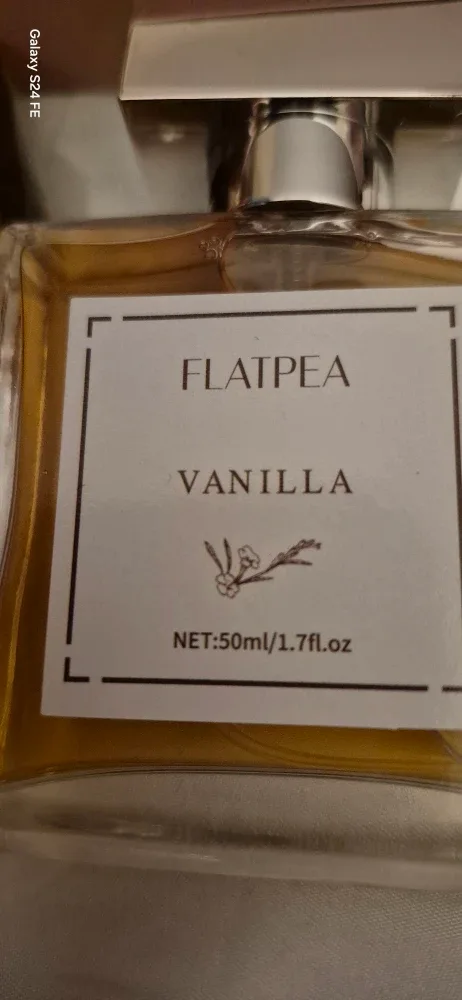 Galaxy S24 FE
FLATPEA
VANILLA
NET:50ml/1.7fl.oz